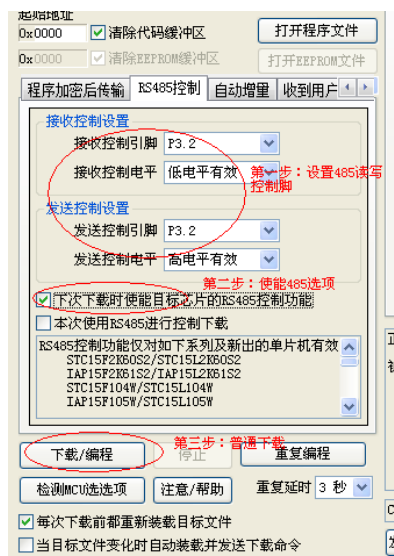 起始地址
0x0000 清除代码缓冲区 打开程序文件
0x0000 清除EEPROM缓冲区 打开EEPROM文件
程序加密后传输 RS485控制 自动增量 收到用户
接收控制设置
接收控制引脚 P3.2
接收控制电平 低电平有效
第一步：设置485读写
控制脚
发送控制设置
发送控制引脚 P3.2
发送控制电平 高电平有效
第二步：使能485选项
下次下载时使能目标芯片的RS485控制功能
本次使用RS485进行控制下载
RS485控制功能仅对如下系列及新出的单片机有效
STC15F2K60S2/STC15L2K60S2
IAP15F2K61S2/IAP15L2K61S2
STC15F104W/STC15L104W
IAP15F105W/STC15L105W
第三步：普通下载
下载/编程 停止 重复编程
检测MCU选选项 注意/帮助 重复延时 3 秒
每次下载前都重新装载目标文件
当目标文件变化时自动装载并发送下载命令